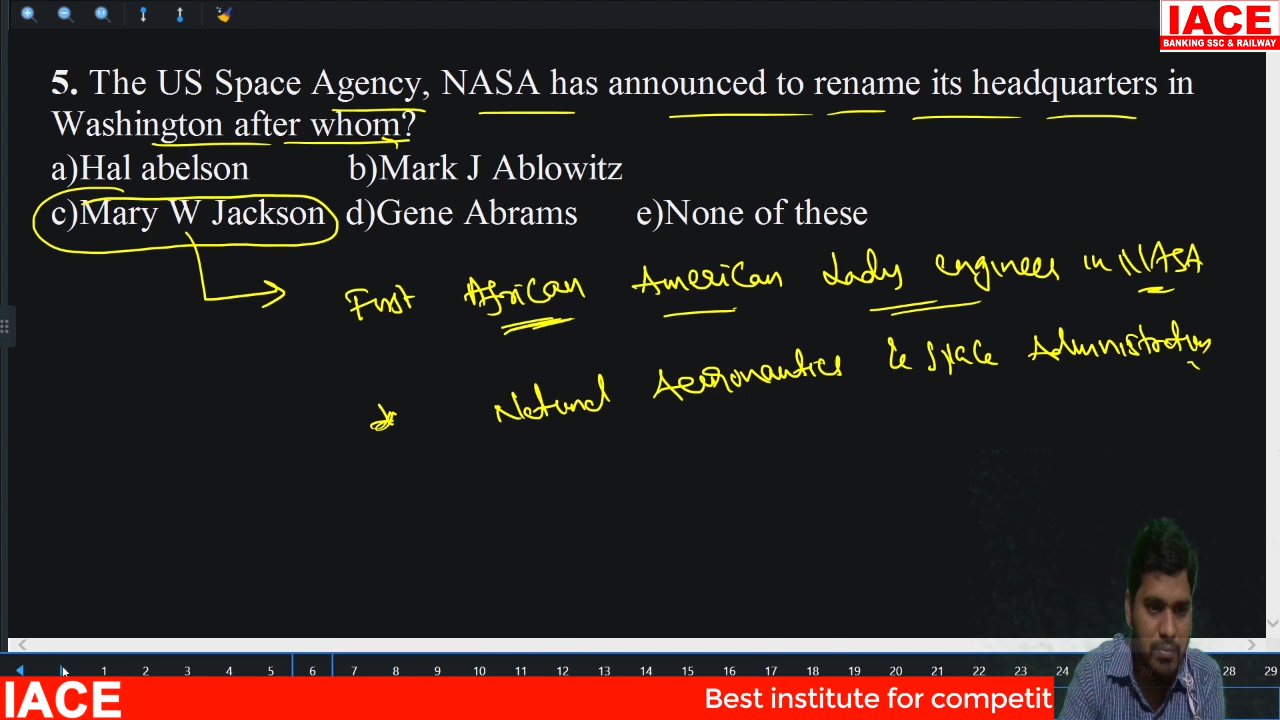 IACE
BANKING SSC & RAILWAY
5. The US Space Agency, NASA has announced to rename its headquarters in
Washington after whom?
a)Hal abelson b)Mark J Ablowitz
c)Mary W Jackson d)Gene Abrams e)None of these
First African American Lady engineer in NASA
Aeronautics & Space Administration
1 2 3 4 5 6 7 8 9 10 11 12 13 14 15 16 17 18 19 20 21 22 23 24 25 28 29
IACE Best institute for competit